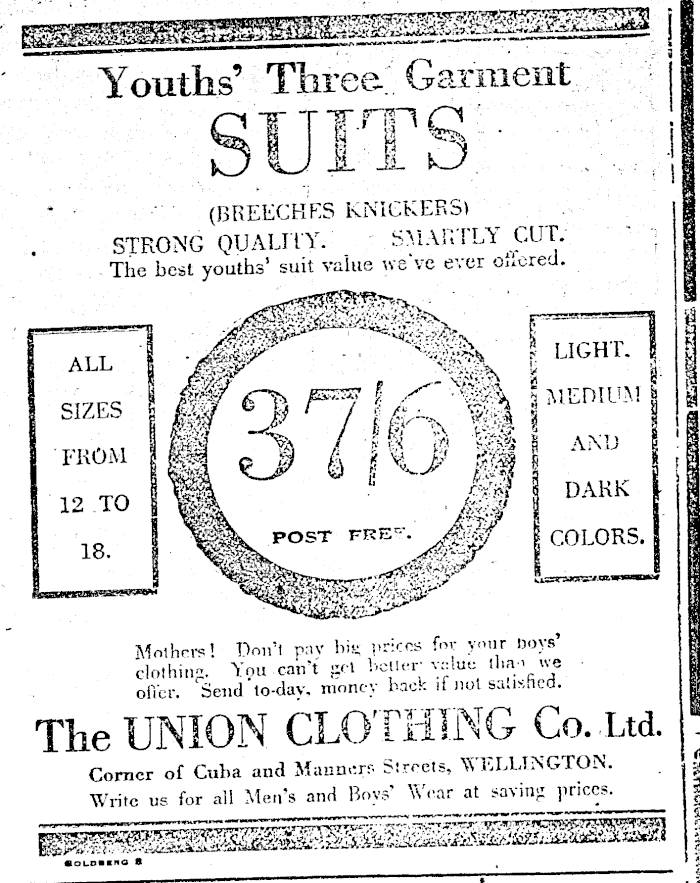 Youths' Three Garment
SUITS
(BREECHES KNICKERS)
STRONG QUALITY. SMARTLY CUT.
The best youths' suit value we've ever offered.
ALL
SIZES
FROM
12 TO
18.
37/6
POST FREE.
LIGHT.
MEDIUM
AND
DARK
COLORS.
Mothers! Don't pay big prices for your boys'
clothing. You can't get better value than we
offer. Send to-day, money back if not satisfied.
The UNION CLOTHING Co. Ltd.
Corner of Cuba and Manners Streets, WELLINGTON.
Write us for all Men's and Boys' Wear at saving prices.
GOLDBERG 8